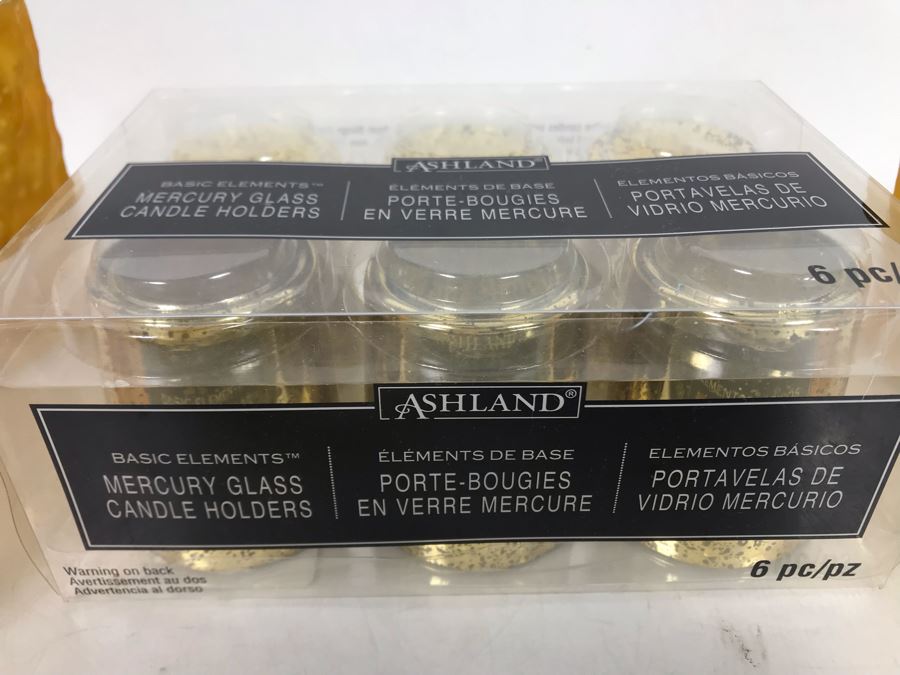 ASHLAND®
BASIC ELEMENTS™
MERCURY GLASS
CANDLE HOLDERS
ÉLÉMENTS DE BASE
PORTE-BOUGIES
EN VERRE MERCURE
ELEMENTOS BÁSICOS
PORTAVELAS DE
VIDRIO MERCURIO
6 pc/
ASHLAND®
BASIC ELEMENTS™
MERCURY GLASS
CANDLE HOLDERS
ÉLÉMENTS DE BASE
PORTE-BOUGIES
EN VERRE MERCURE
ELEMENTOS BÁSICOS
PORTAVELAS DE
VIDRIO MERCURIO
Warning on back
Avertissement au dos
Advertencia al dorso
6 pc/pz